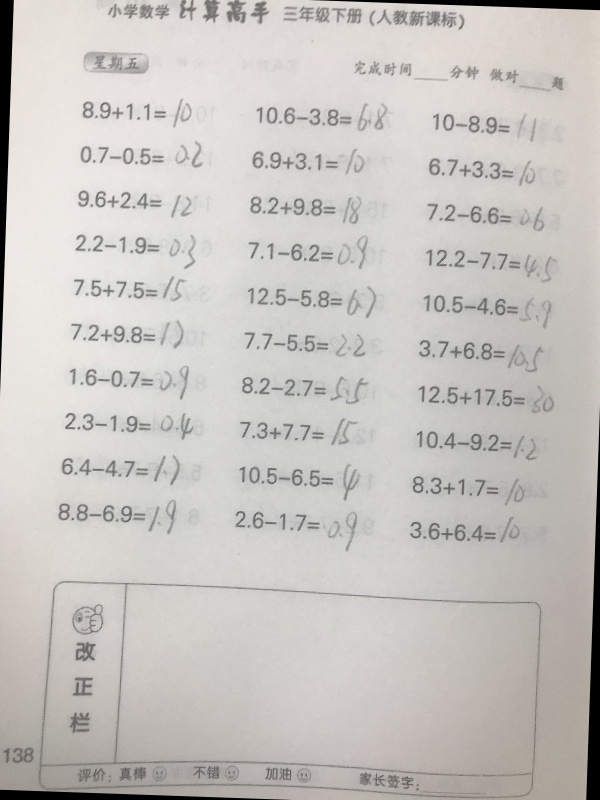 小学数学 计算高手 三年级下册(人教新课标)
星期五 完成时间____分钟 做对____题
8.9+1.1=10 10.6-3.8=6.8 10-8.9=1.1
0.7-0.5=0.2 6.9+3.1=10 6.7+3.3=10
9.6+2.4=12 8.2+9.8=18 7.2-6.6=0.6
2.2-1.9=0.3 7.1-6.2=0.9 12.2-7.7=4.5
7.5+7.5=15 12.5-5.8=6.7 10.5-4.6=5.9
7.2+9.8=17 7.7-5.5=2.2 3.7+6.8=10.5
1.6-0.7=0.9 8.2-2.7=5.5 12.5+17.5=30
2.3-1.9=0.4 7.3+7.7=15 10.4-9.2=1.2
6.4-4.7=1.7 10.5-6.5=4 8.3+1.7=10
8.8-6.9=1.9 2.6-1.7=0.9 3.6+6.4=10
改正栏
138
评价:真棒 不错 加油 家长签字:________